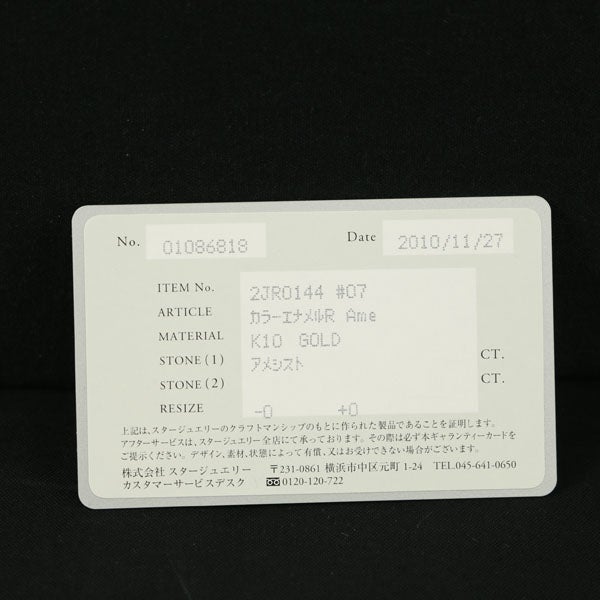 No. 01086818 Date 2010/11/27
ITEM No. 2JR0144 #07
ARTICLE カラーエナメルR Ame
MATERIAL K10 GOLD
STONE(1) アメシスト CT.
STONE(2) CT.
RESIZE -0 +0
上記は、スタージュエリーのクラフトマンシップのもとに作られた製品であることを証明します。
アフターサービスは、スタージュエリー全店にて承っております。その際は必ず本ギャランティーカードを
ご提示ください。デザイン、素材、状態によって有償、又はお受けできない場合がございます。
株式会社 スタージュエリー 〒231-0861 横浜市中区元町 1-24 TEL.045-641-0650
カスタマーサービスデスク 0120-120-722